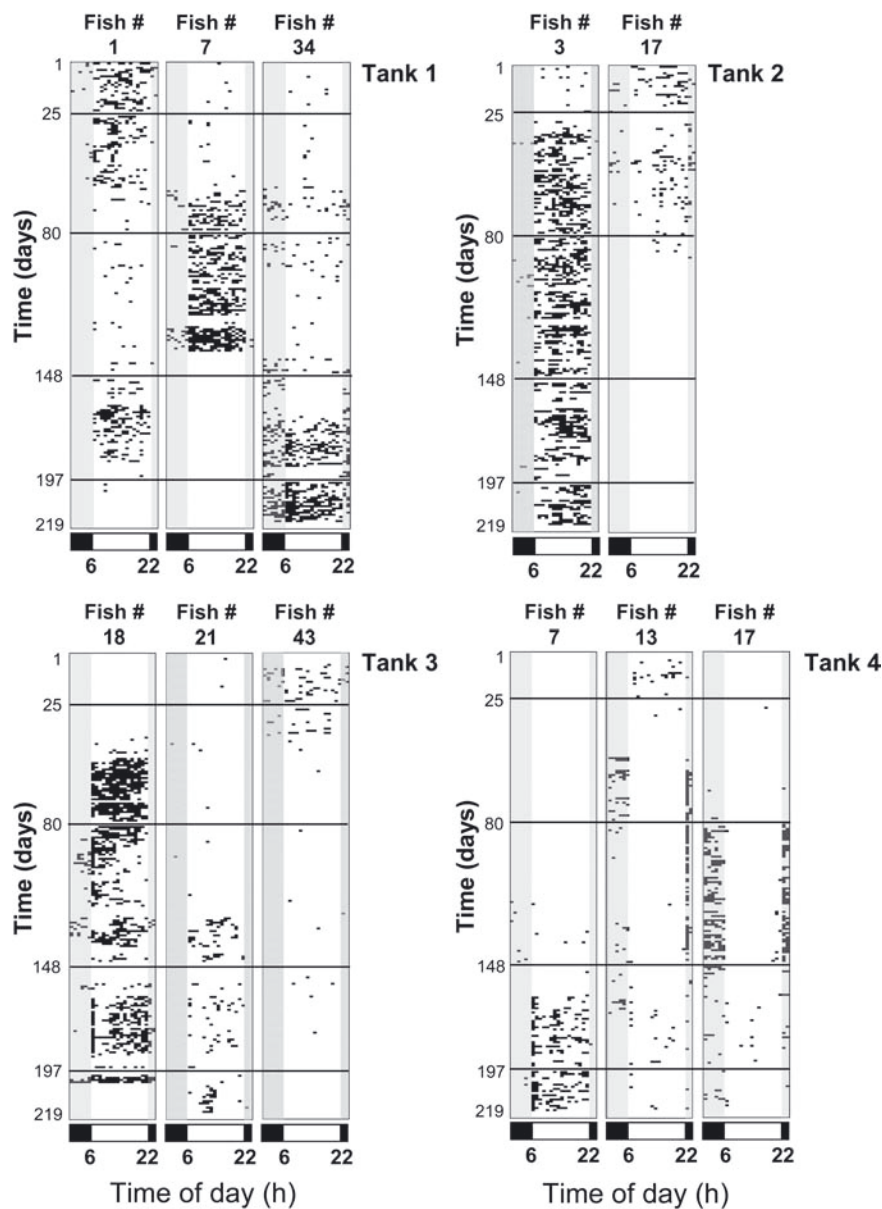 Fish # Fish # Fish #
1 7 34
Tank 1
Time (days)
1
25
80
148
197
219
6 22 6 22 6 22
Fish # Fish #
3 17
Tank 2
Time (days)
1
25
80
148
197
219
6 22 6 22
Fish # Fish # Fish #
18 21 43
Tank 3
Time (days)
1
25
80
148
197
219
6 22 6 22 6 22
Time of day (h)
Fish # Fish # Fish #
7 13 17
Tank 4
Time (days)
1
25
80
148
197
219
6 22 6 22 6 22
Time of day (h)